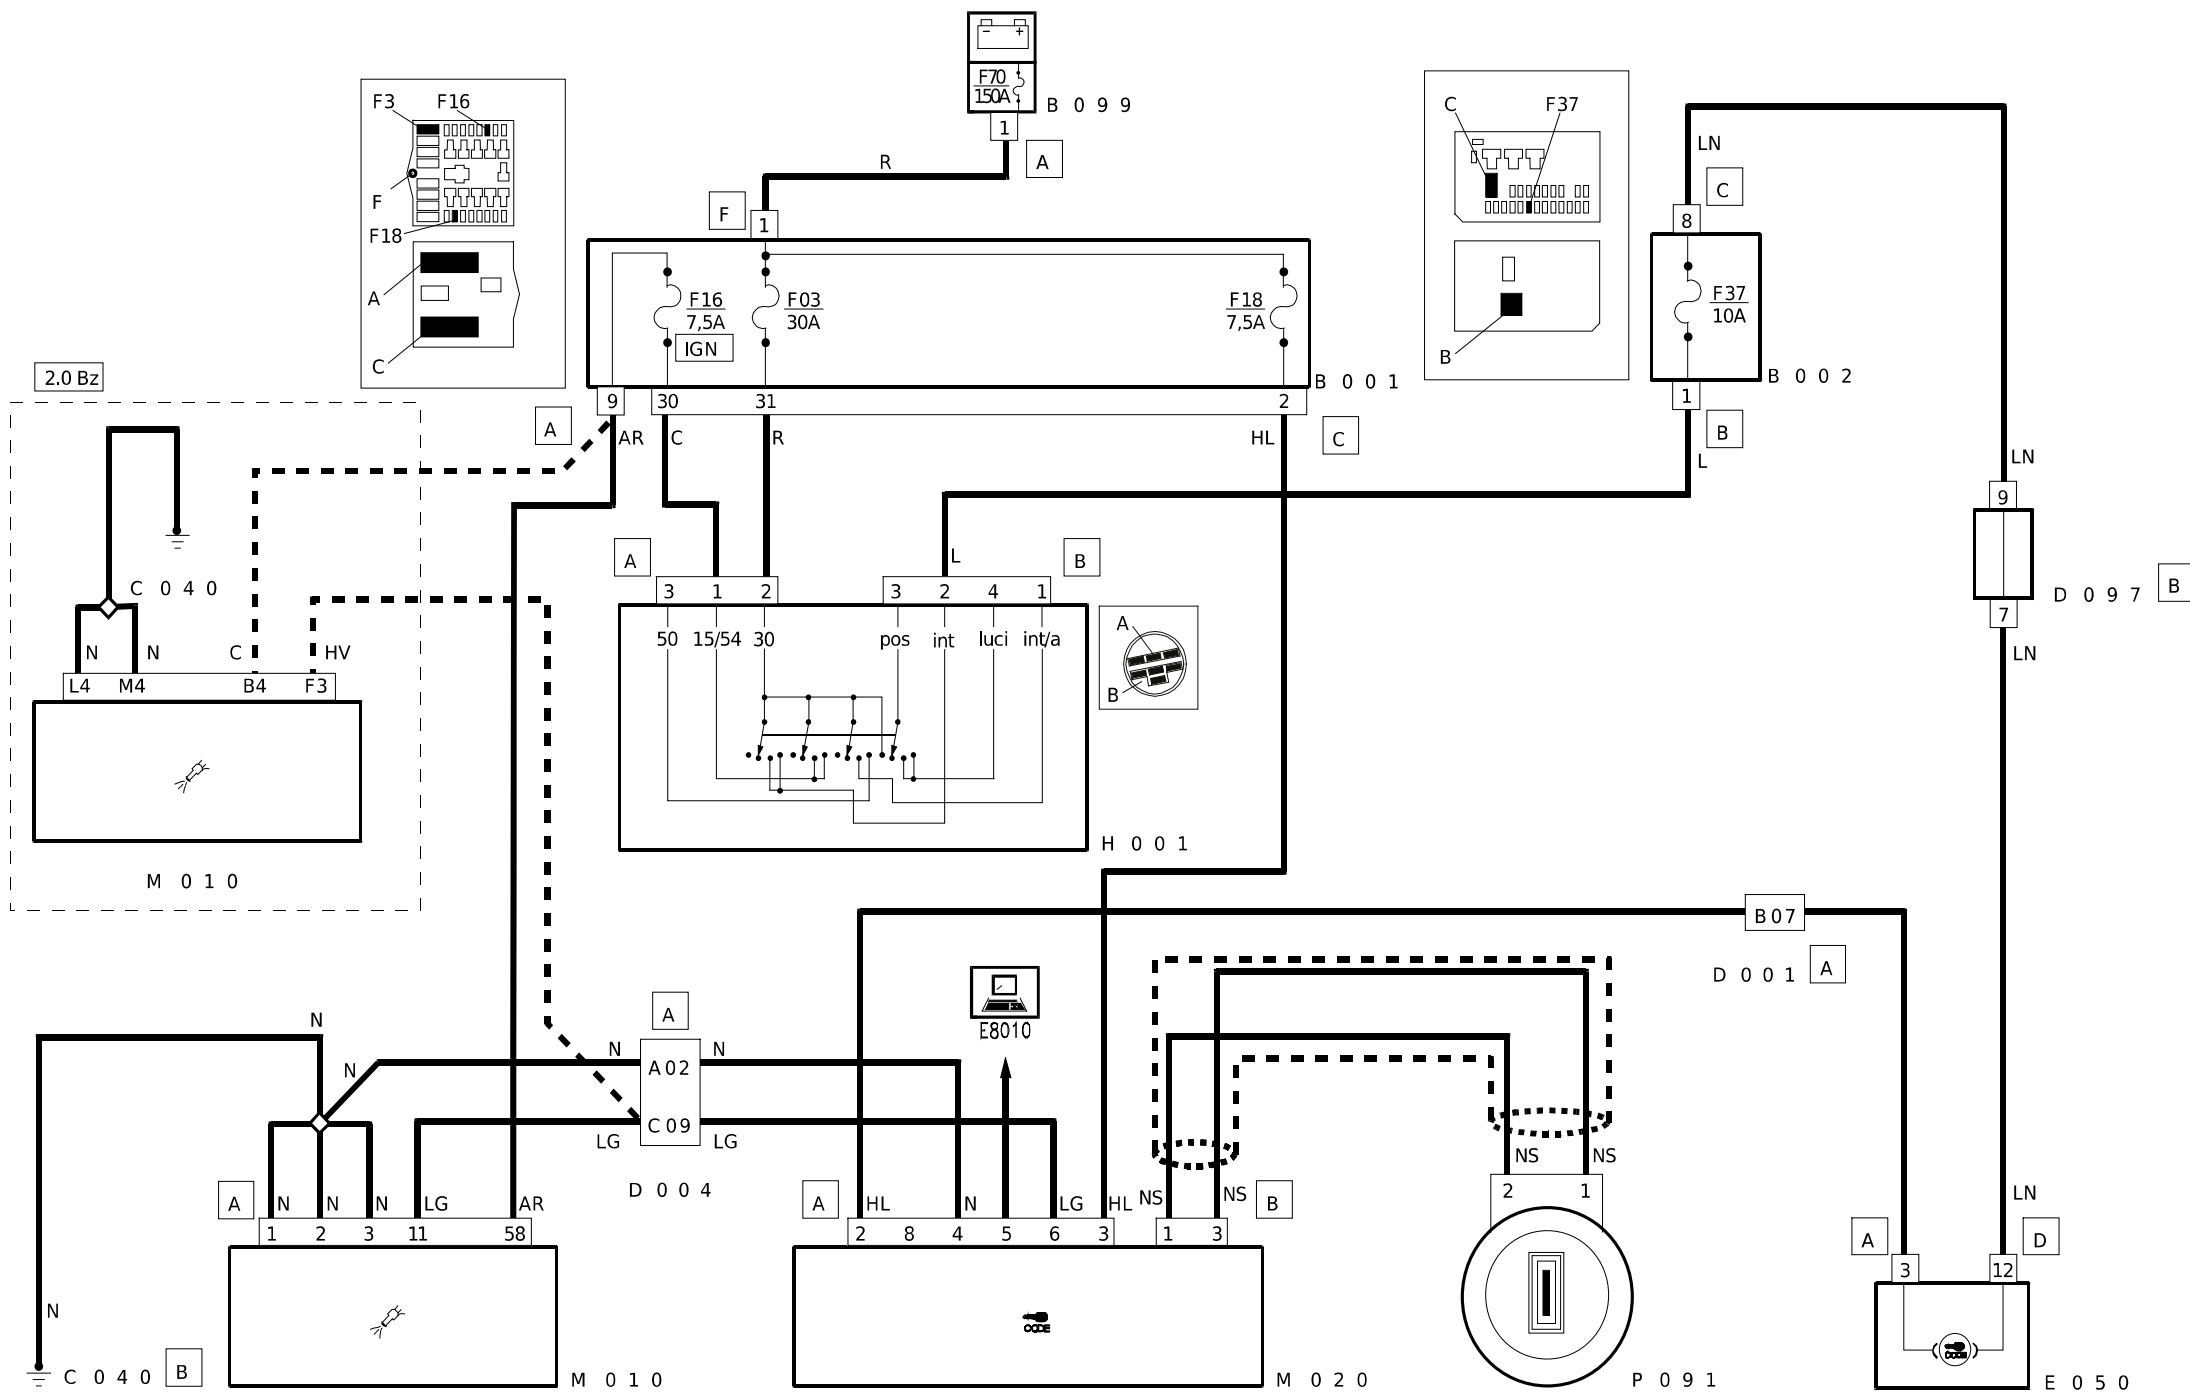 F70
150A
B 0 9 9
1
A
R
F3 F16
F
F18
A
C
C F37
B
LN
C
8
F37
10A
B 0 0 2
1
B
L
F
1
F16
7,5A
IGN
F03
30A
F18
7,5A
B 0 0 1
9 30 31 2
A
AR C R HL
C
2.0 Bz
C 0 4 0
N N C HV
L4 M4 B4 F3
M 0 1 0
LN
9
D 0 9 7
B
7
LN
A
L
B
3 1 2 3 2 4 1
50 15/54 30 pos int luci int/a
A
B
H 0 0 1
B07
D 0 0 1
A
E8010
A
N
N
N
A02
N
C09
LG
LG
D 0 0 4
A
N N N LG AR
1 2 3 11 58
N
C 0 4 0
B
M 0 1 0
A
HL N LG HL NS NS
B
2 8 4 5 6 3 1 3
CODE
M 0 2 0
NS NS
2 1
P 0 9 1
LN
A
D
3 12
CODE
E 0 5 0